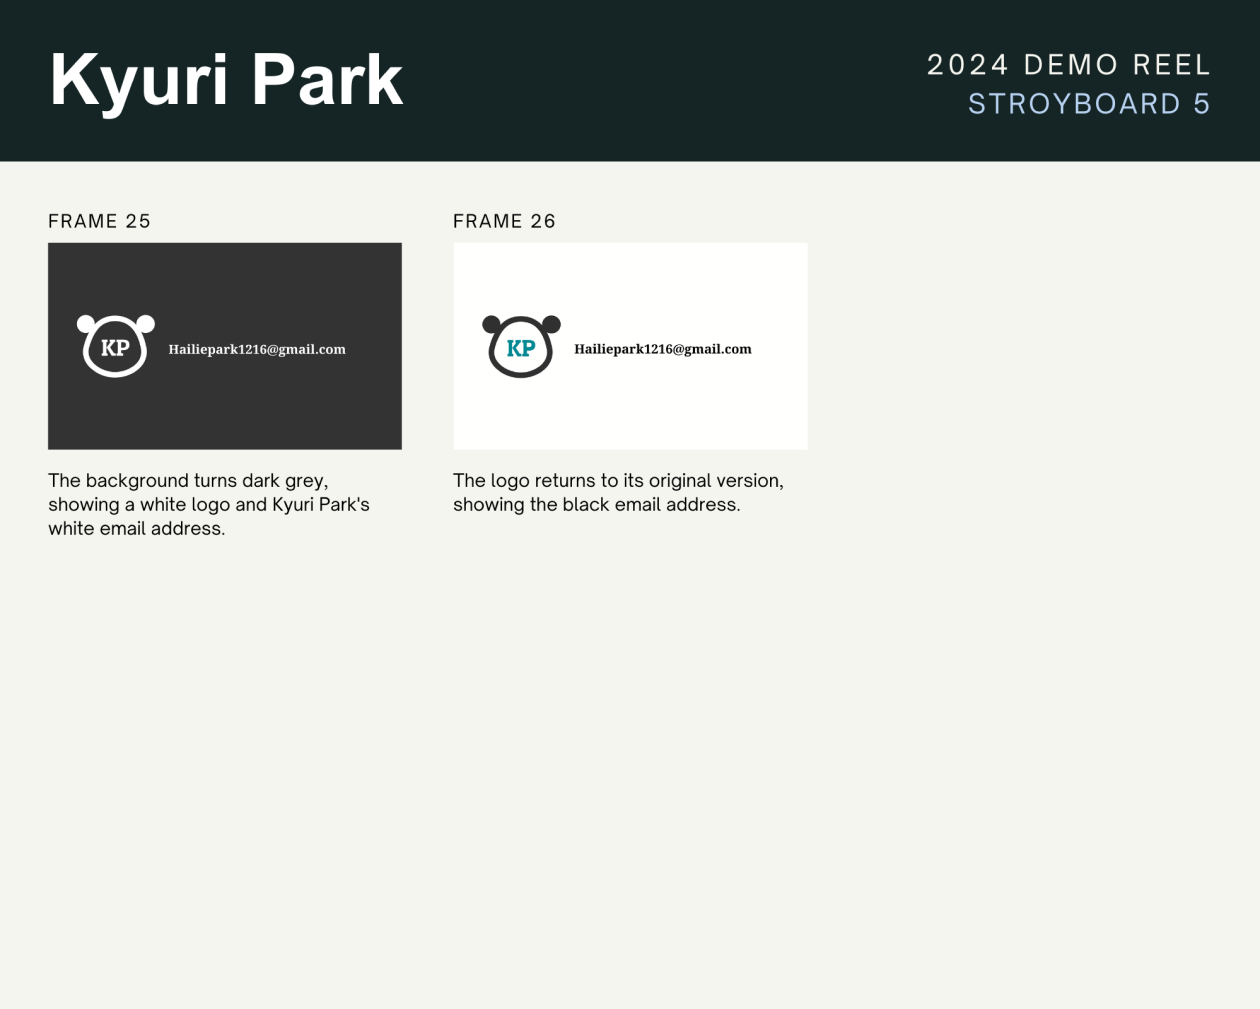 Kyuri Park
2024 DEMO REEL
STROYBOARD 5
FRAME 25
KP
Hailiepark1216@gmail.com
The background turns dark grey,
showing a white logo and Kyuri Park's
white email address.
FRAME 26
KP
Hailiepark1216@gmail.com
The logo returns to its original version,
showing the black email address.